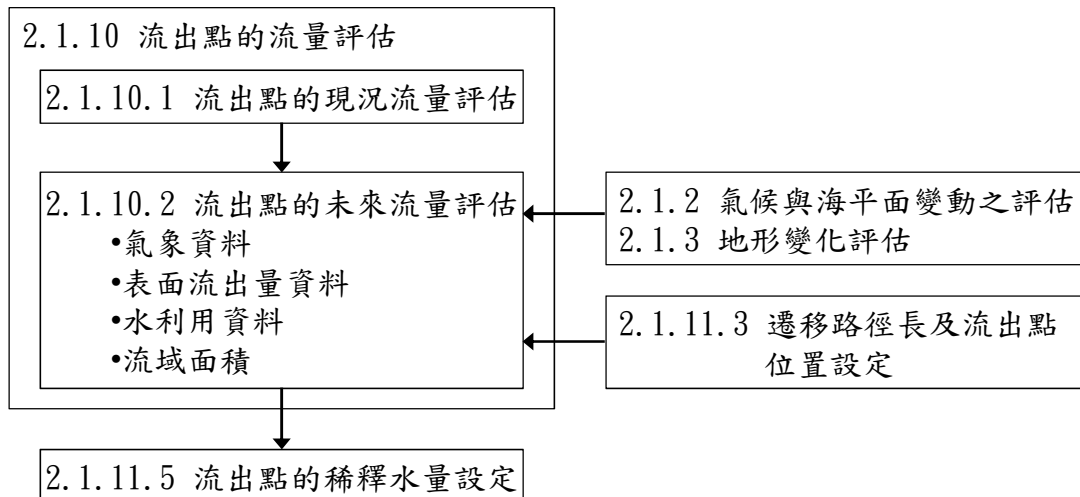 2.1.10 流出點的流量評估
2.1.10.1 流出點的現況流量評估
2.1.10.2 流出點的未來流量評估
•氣象資料
•表面流出量資料
•水利用資料
•流域面積
2.1.2 氣候與海平面變動之評估
2.1.3 地形變化評估
2.1.11.3 遷移路徑長及流出點
位置設定
2.1.11.5 流出點的稀釋水量設定